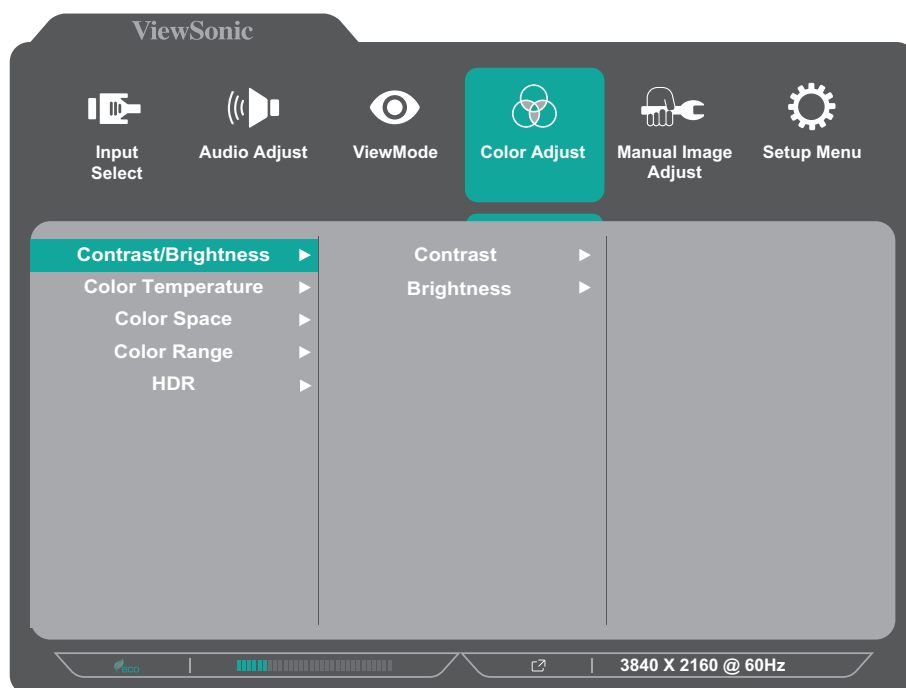 ViewSonic
Input Select
Audio Adjust
ViewMode
Color Adjust
Manual Image Adjust
Setup Menu
Contrast/Brightness
Color Temperature
Color Space
Color Range
HDR
Contrast
Brightness
eco
3840 X 2160 @ 60Hz